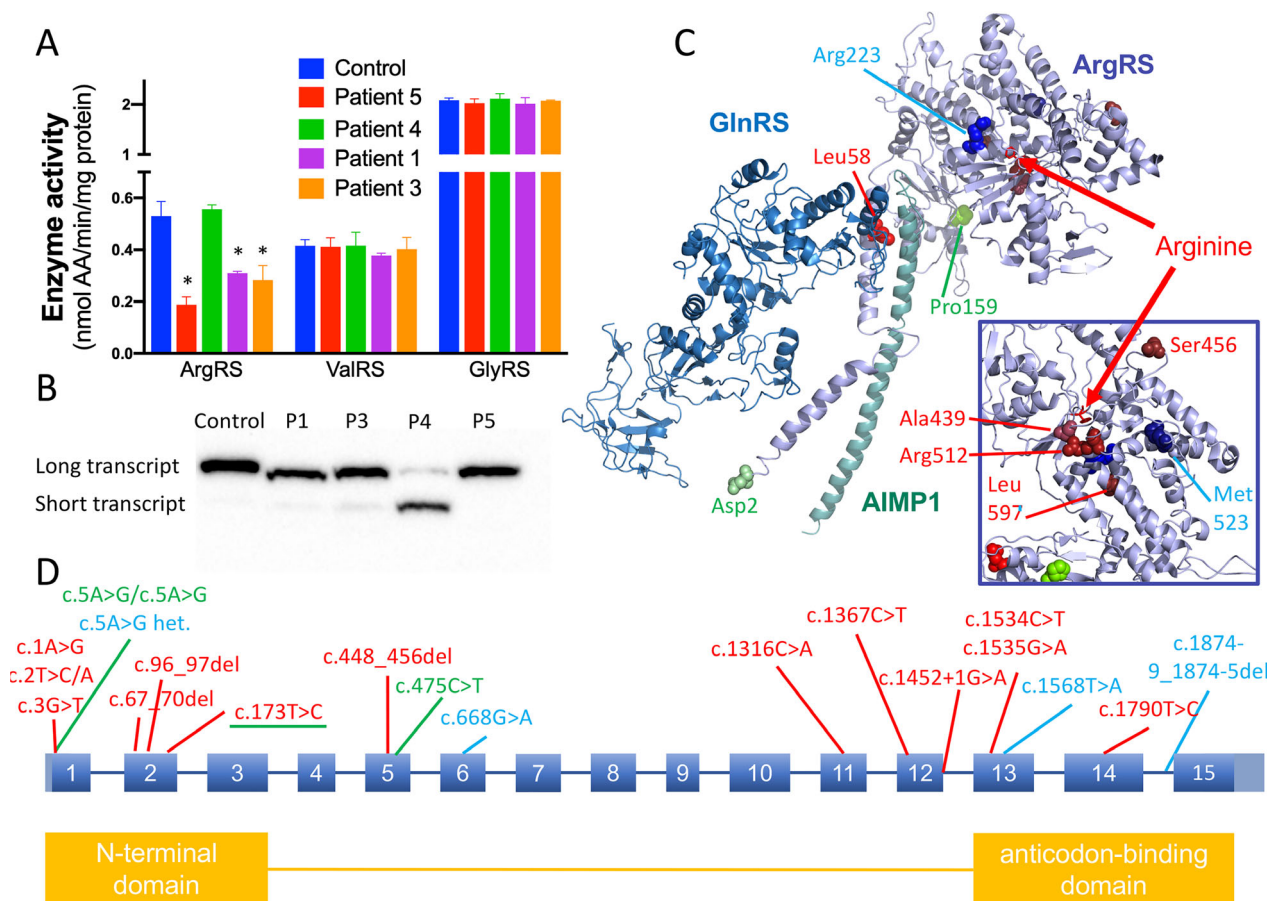 A
Enzyme activity
(nmol AA/min/mg protein)
2
1
0.6
0.4
0.2
0.0
Control
Patient 5
Patient 4
Patient 1
Patient 3
*
*
*
ArgRS
ValRS
GlyRS
B
Control P1 P3 P4 P5
Long transcript
Short transcript
C
Arg223
ArgRS
GlnRS
Leu58
Arginine
Pro159
Asp2
AIMP1
Ser456
Ala439
Arg512
Leu
597
Met
523
D
c.5A>G/c.5A>G
c.5A>G het.
c.1A>G
c.2T>C/A
c.3G>T
c.96_97del
c.67_70del
c.173T>C
c.448_456del
c.475C>T
c.668G>A
c.1316C>A
c.1367C>T
c.1452+1G>A
c.1534C>T
c.1535G>A
c.1568T>A
c.1790T>C
c.1874-
9_1874-5del
1 2 3 4 5 6 7 8 9 10 11 12 13 14 15
N-terminal
domain
anticodon-binding
domain